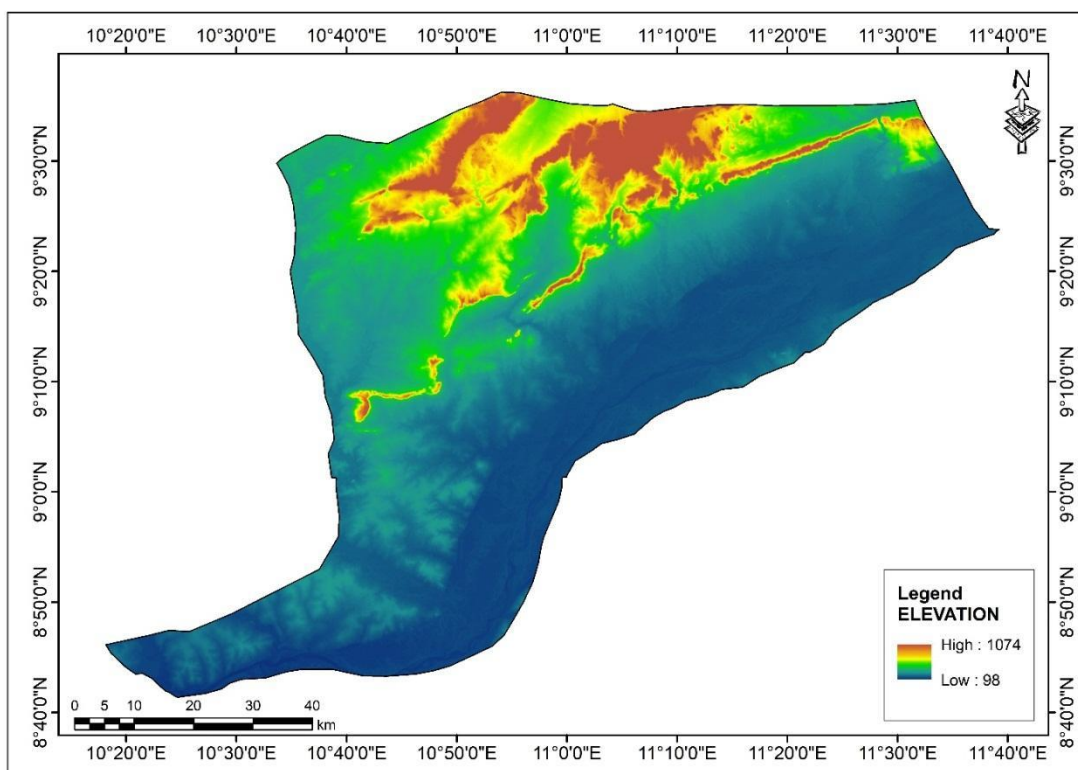 10°20'0"E 10°30'0"E 10°40'0"E 10°50'0"E 11°0'0"E 11°10'0"E 11°20'0"E 11°30'0"E 11°40'0"E
N
9°30'0"N 9°30'0"N
9°20'0"N 9°20'0"N
9°10'0"N 9°10'0"N
9°0'0"N 9°0'0"N
8°50'0"N 8°50'0"N
8°40'0"N 8°40'0"N
Legend
ELEVATION
High : 1074
Low : 98
0 5 10 20 30 40
km
10°20'0"E 10°30'0"E 10°40'0"E 10°50'0"E 11°0'0"E 11°10'0"E 11°20'0"E 11°30'0"E 11°40'0"E